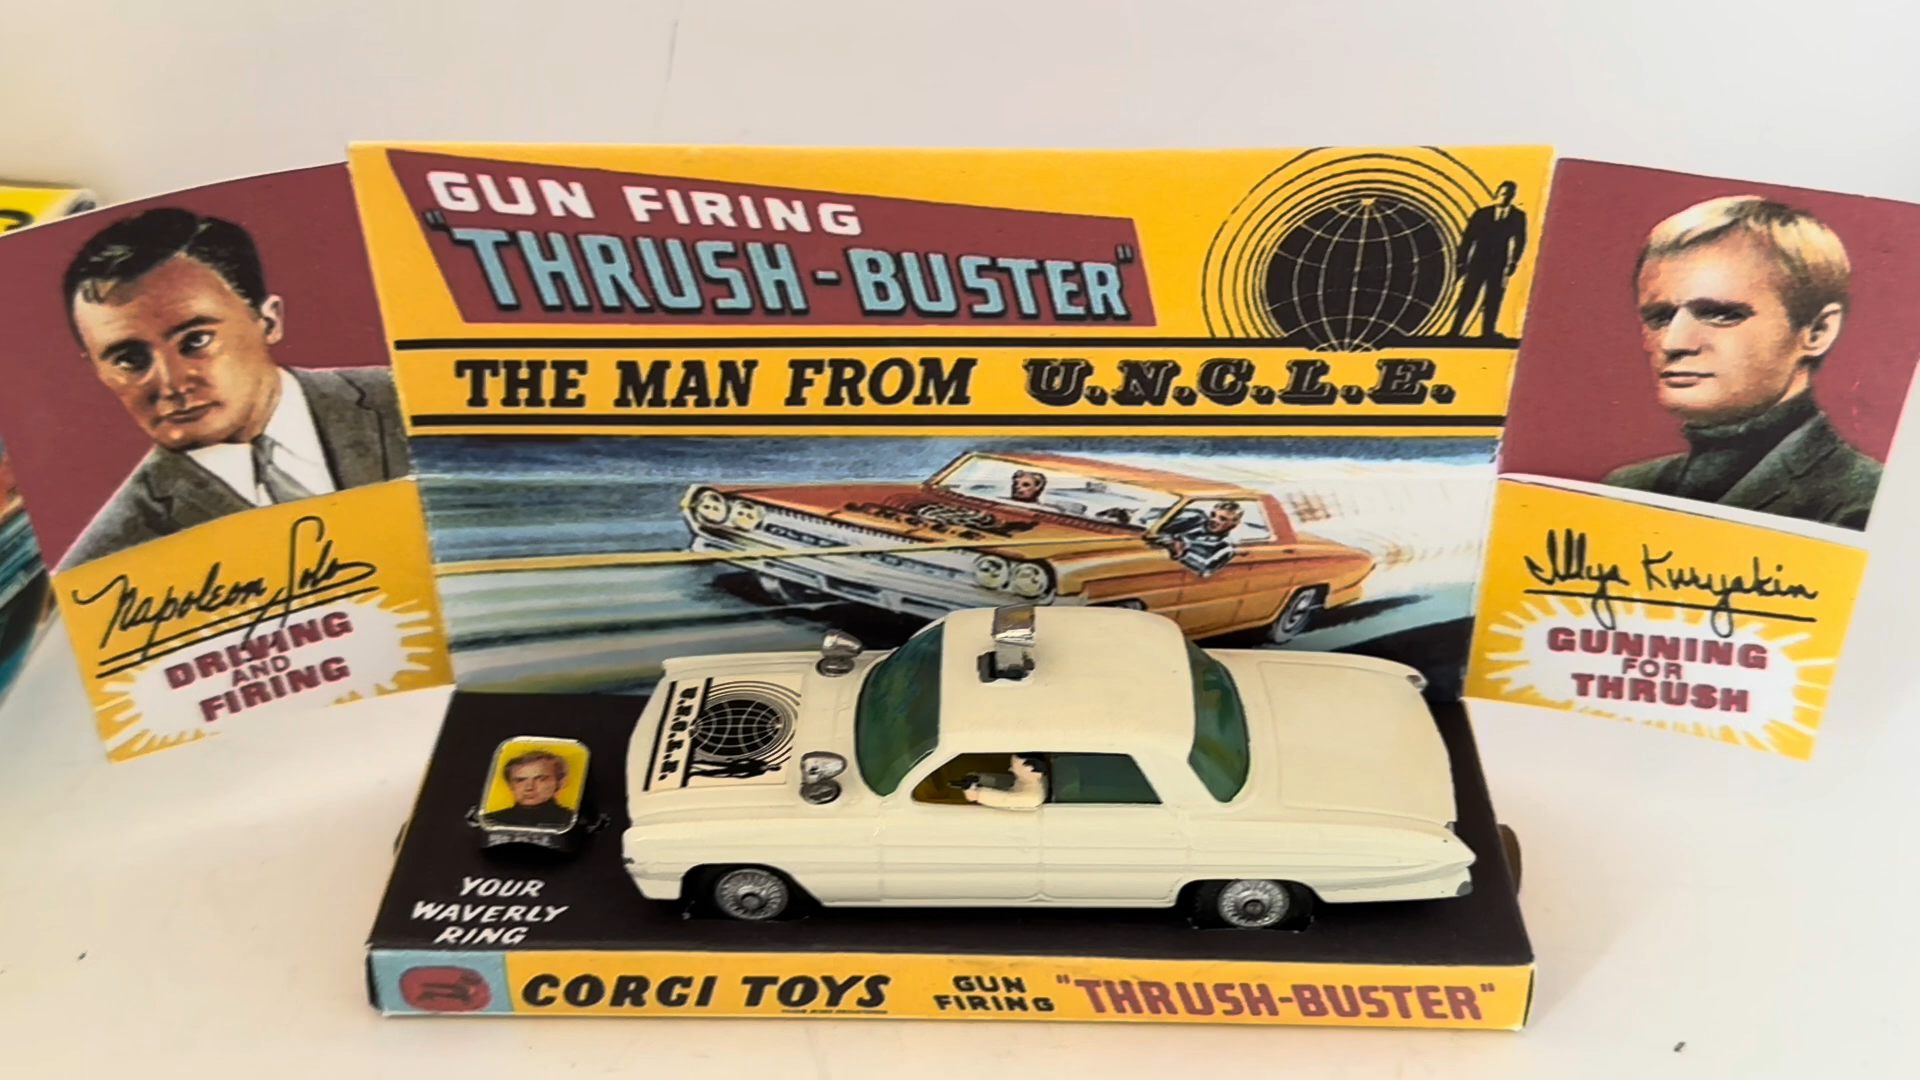 GUN FIRING
"THRUSH-BUSTER"
THE MAN FROM U.N.C.L.E.
Napoleon Solo
DRIVING
AND
FIRING
Illya Kuryakin
GUNNING
FOR
THRUSH
U.N.C.L.E.
YOUR
WAVERLY
RING
CORGI TOYS
GUN
FIRING
"THRUSH-BUSTER"